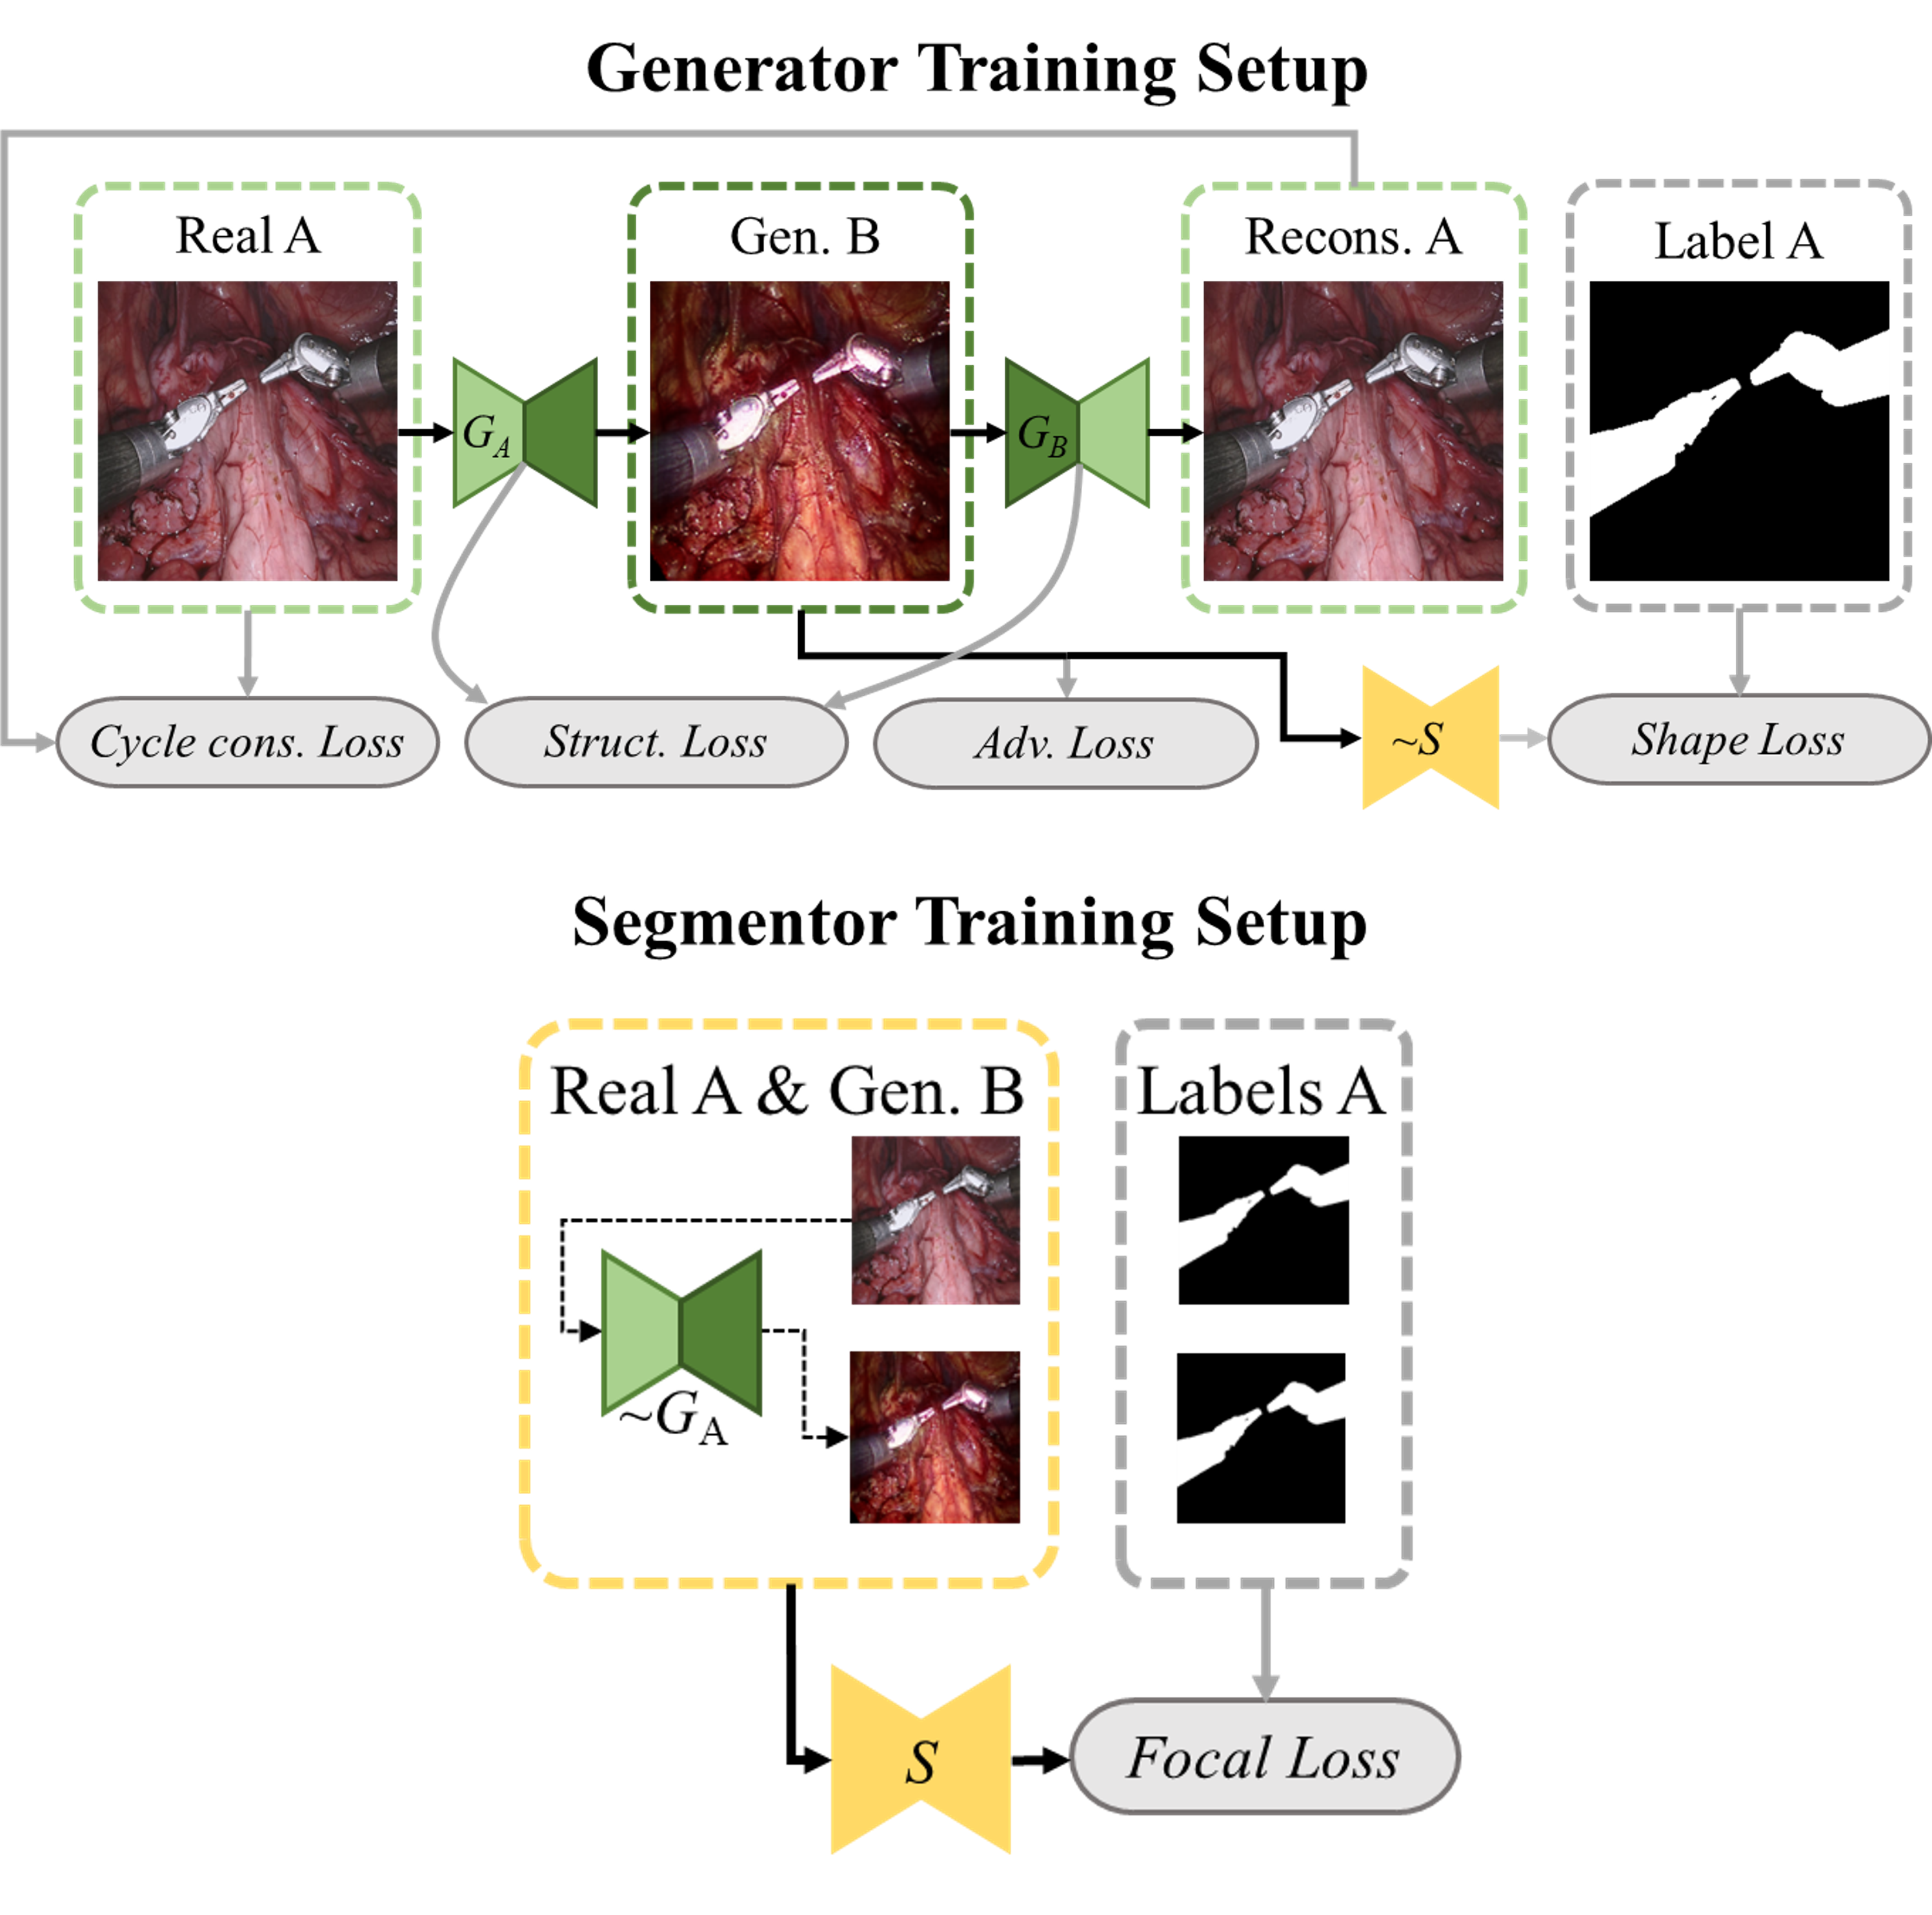 Generator Training Setup
Real A
Gen. B
Recons. A
Label A
G_A
G_B
Cycle cons. Loss
Struct. Loss
Adv. Loss
~S
Shape Loss
Segmentor Training Setup
Real A & Gen. B
Labels A
~G_A
S
Focal Loss